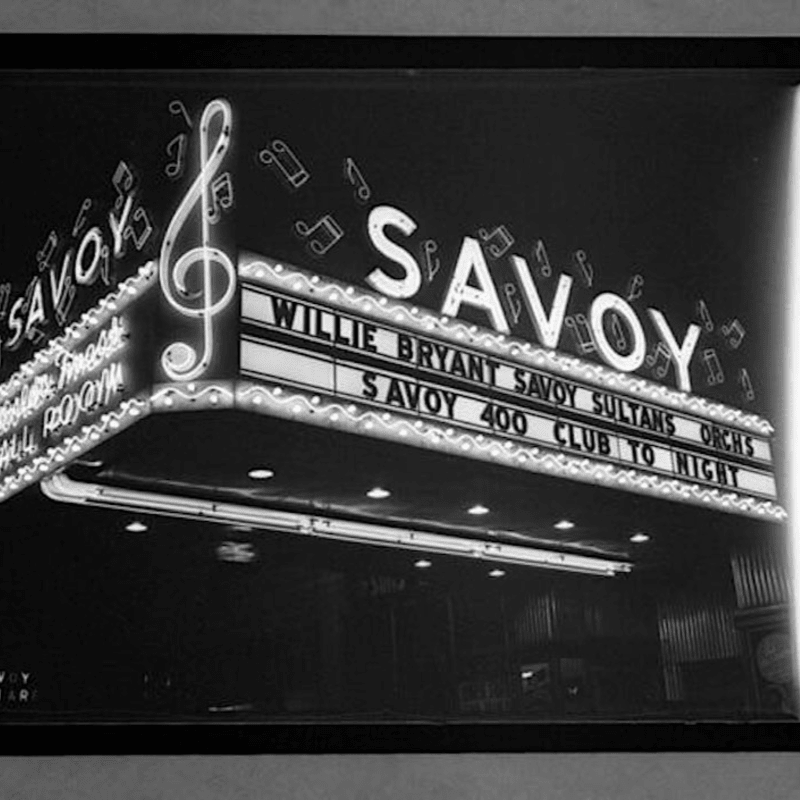 SAVOY
BALL ROOM
SAVOY
WILLIE BRYANT SAVOY SULTANS ORCHS
SAVOY 400 CLUB TO NIGHT